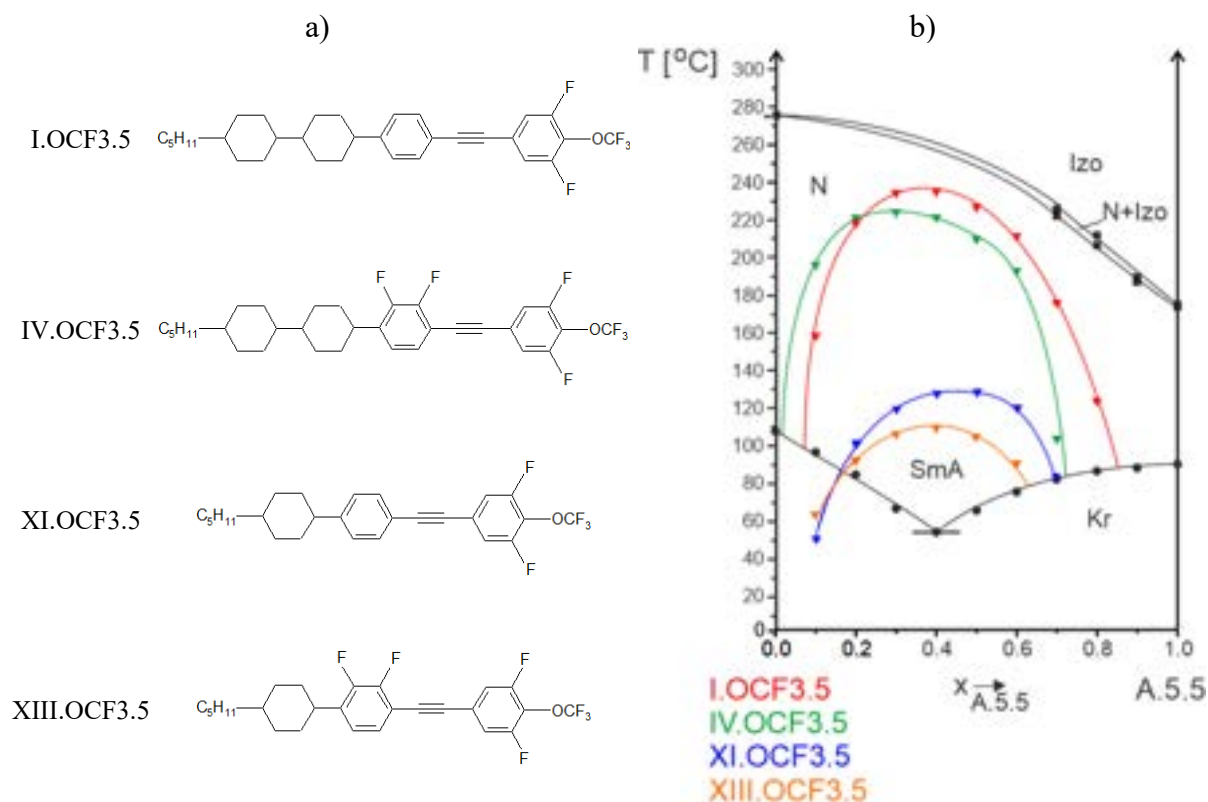 a)
I.OCF3.5
C₅H₁₁
F
OCF₃
F
IV.OCF3.5
C₅H₁₁
F F
F
OCF₃
F
XI.OCF3.5
C₅H₁₁
F
OCF₃
F
XIII.OCF3.5
C₅H₁₁
F F
F
OCF₃
F
b)
T [°C]
300
280
260
240
220
200
180
160
140
120
100
80
60
40
20
0
Izo
N
N+Izo
SmA
Kr
0.0 0.2 0.4 0.6 0.8 1.0
x A.5.5
A.5.5
I.OCF3.5
IV.OCF3.5
XI.OCF3.5
XIII.OCF3.5